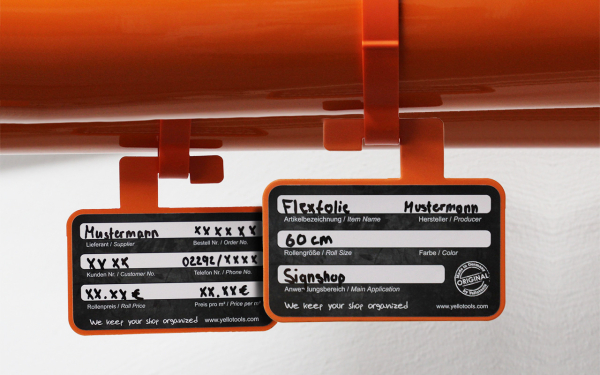 Mustermann XXXXXX
Lieferant / Supplier Bestell Nr. / Order No.
XXXX 02292/XXXX
Kunden Nr. / Customer No. Telefon Nr. / Phone No.
XX.XX € XX.XX€
Rollenpreis / Roll Price Preis pro m² / Price per m²
We keep your shop organized www.yellotools.com
Flexfolie Mustermann
Artikelbezeichnung / Item Name Hersteller / Producer
60 cm
Rollengröße / Roll Size Farbe / Color
Signshop
Anwendungsbereich / Main Application
ORIGINAL
We keep your shop organized www.yellotools.com